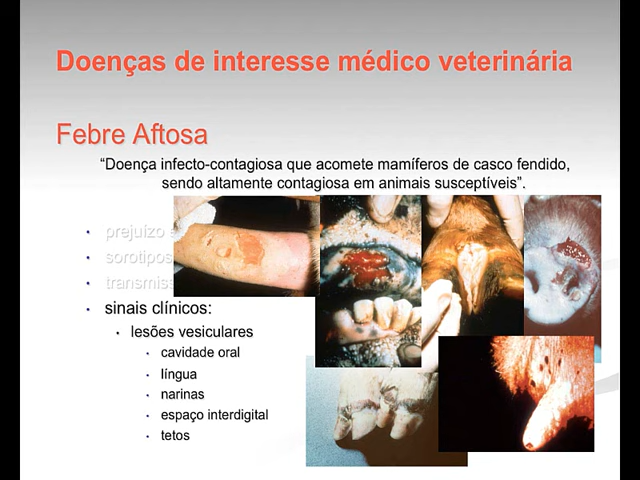 Doenças de interesse médico veterinária
Febre Aftosa
“Doença infecto-contagiosa que acomete mamíferos de casco fendido,
sendo altamente contagiosa em animais susceptíveis”.
• prejuízo
• sorotipos
•
• sinais clínicos:
• lesões vesiculares
• cavidade oral
• língua
• narinas
• espaço interdigital
• tetos